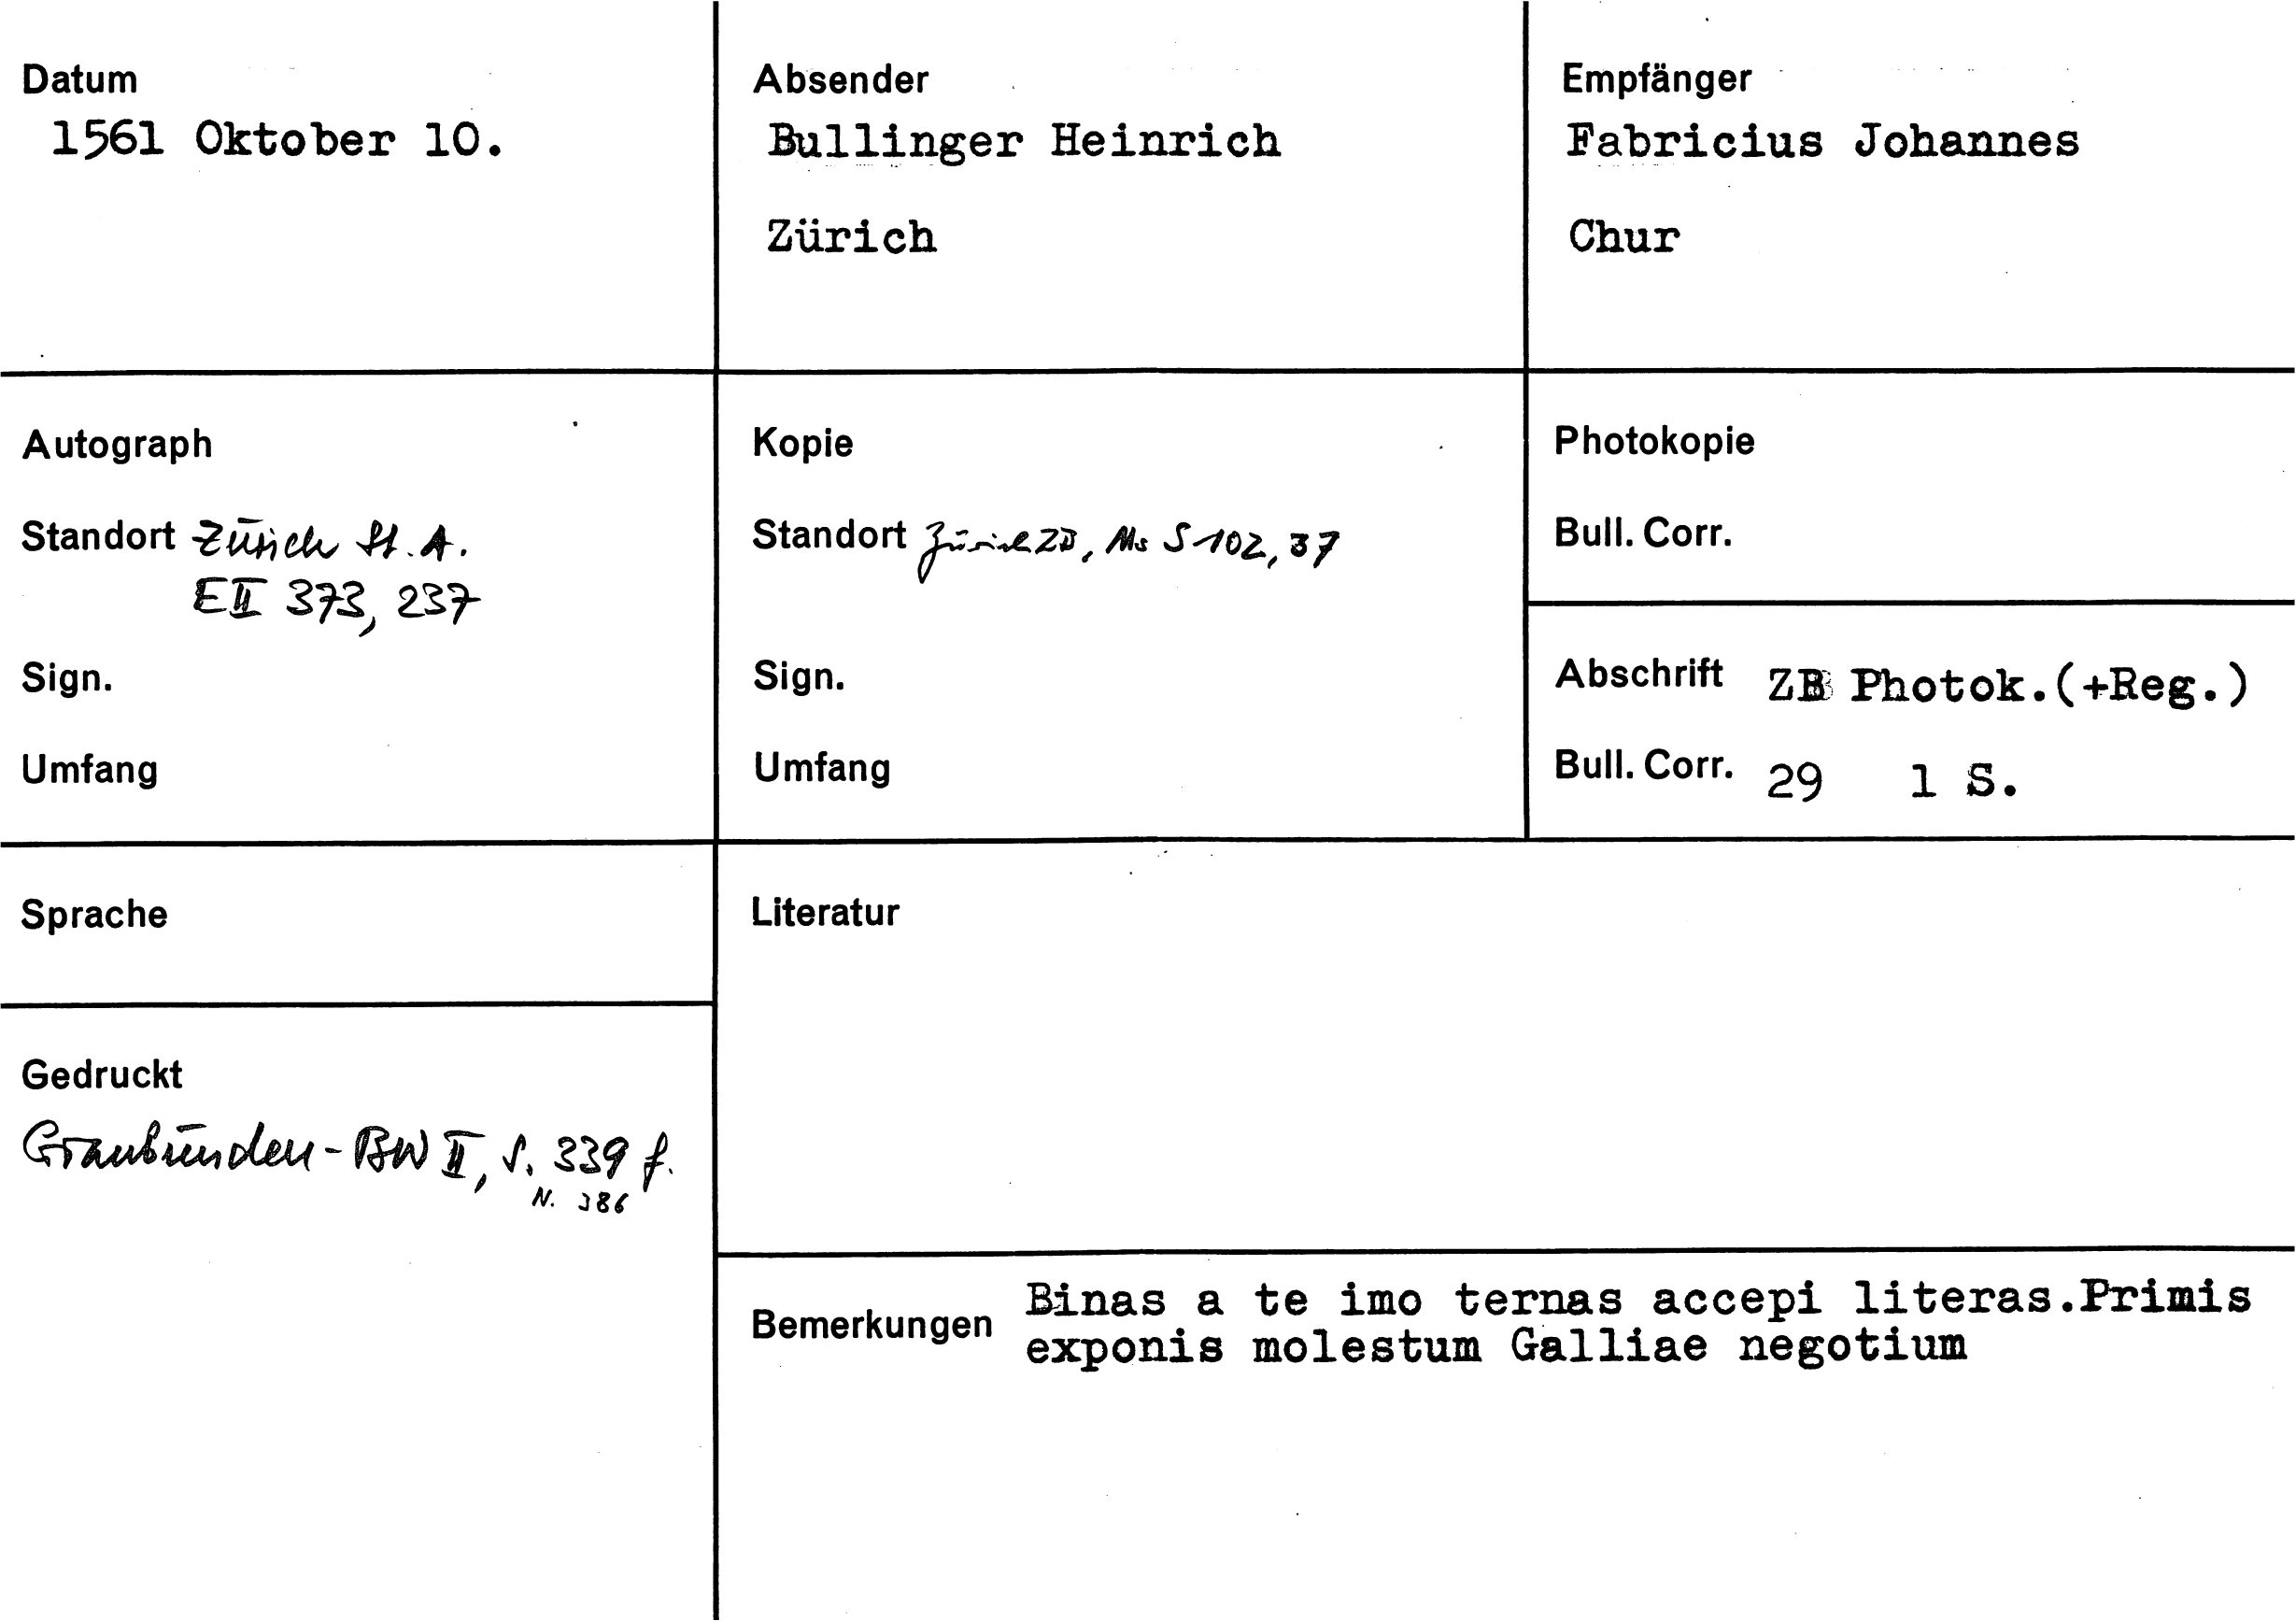 Datum
1561 Oktober 10.
Absender
Bullinger Heinrich
Zürich
Empfänger
Fabricius Johannes
Chur
Autograph
Standort Zürich St. A.
EII 373, 237
Sign.
Umfang
Kopie
Standort Zürich ZB, Ms S 102, 37
Sign.
Umfang
Photokopie
Bull. Corr.
Abschrift ZB Photok.(+Reg.)
Bull. Corr. 29 1 S.
Sprache
Literatur
Gedruckt
Graubünden-BW II, S. 339 f.
N. 386
Bemerkungen
Binas a te imo ternas accepi literas.Primis
exponis molestum Galliae negotium